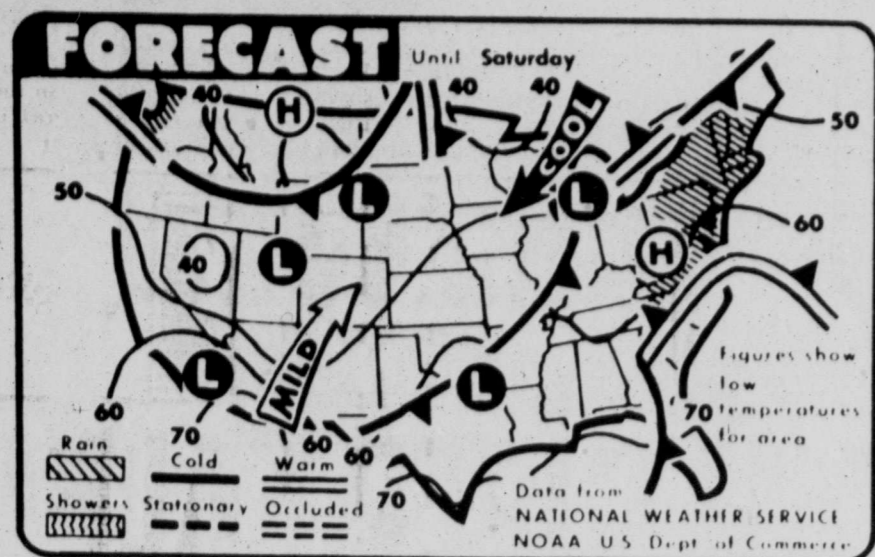 FORECAST
Until Saturday
40 40 40
H
COOL
50
50
L L
60
H
40
L
L
MILD
L
Figures show
low
70 temperatures
for area
60
70
60
60
70
Rain Cold Warm
Showers Stationary Occluded
Data from
NATIONAL WEATHER SERVICE
NOAA U S Dept of Commerce